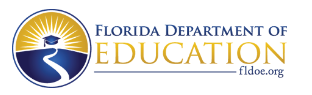 FLORIDA DEPARTMENT OF
EDUCATION
fldoe.org